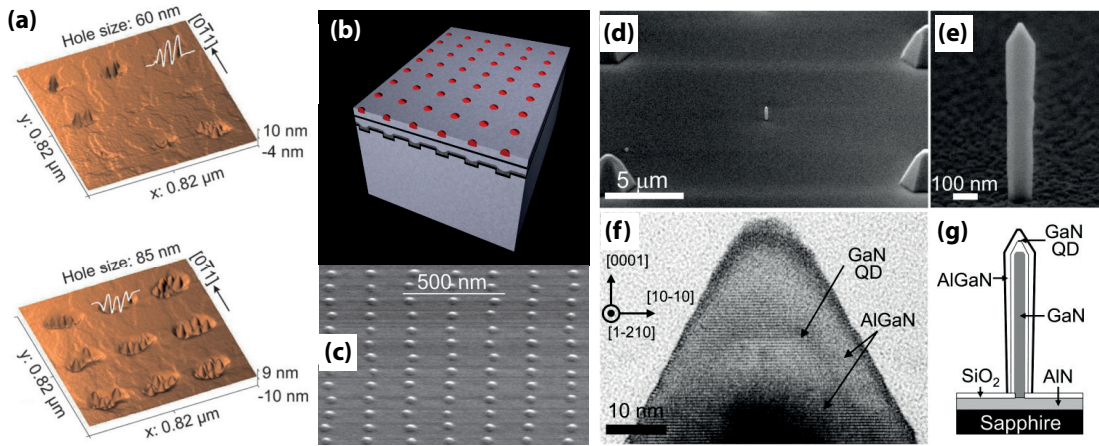 (a)
Hole size: 60 nm
[01̄1]
y: 0.82 µm
x: 0.82 µm
10 nm
-4 nm
Hole size: 85 nm
[01̄1]
y: 0.82 µm
x: 0.82 µm
9 nm
-10 nm
(b)
(c)
500 nm
(d)
5 µm
(e)
100 nm
(f)
[0001]
[10-10]
[1-210]
GaN
QD
AlGaN
10 nm
(g)
GaN
QD
AlGaN
GaN
SiO₂
AlN
Sapphire